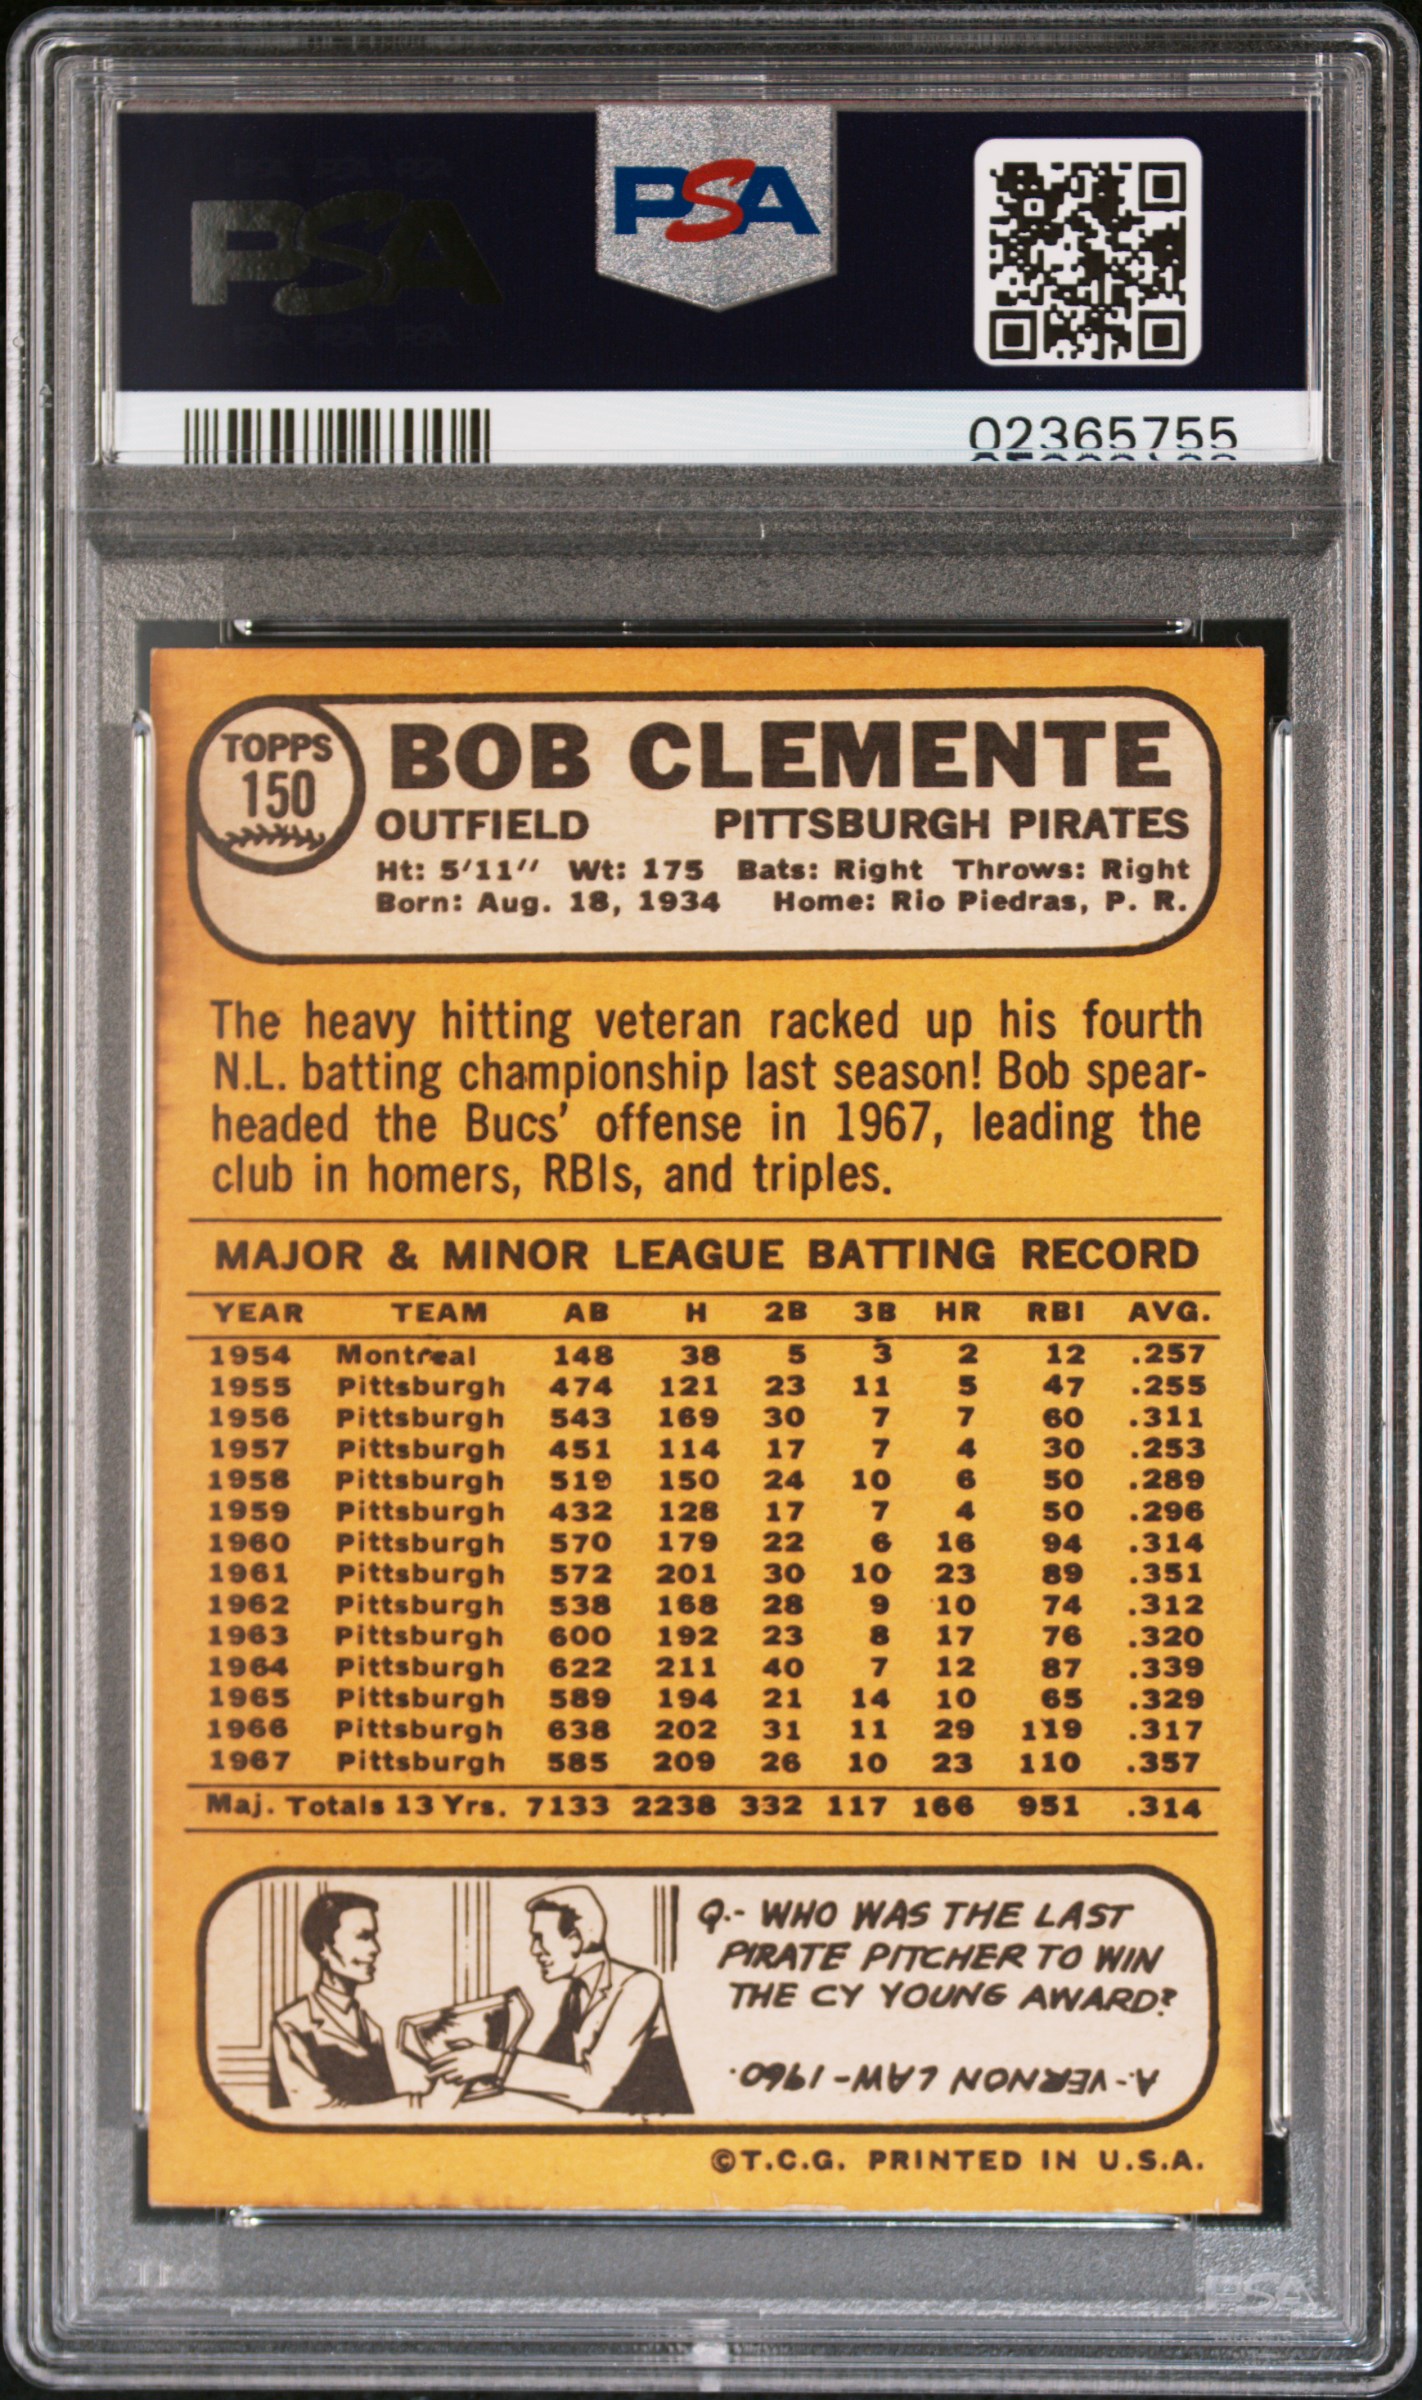 PSA
PSA
02365755
TOPPS
150
BOB CLEMENTE
OUTFIELD PITTSBURGH PIRATES
Ht: 5'11" Wt: 175 Bats: Right Throws: Right
Born: Aug. 18, 1934 Home: Rio Piedras, P. R.
The heavy hitting veteran racked up his fourth
N.L. batting championship last season! Bob spear-
headed the Bucs' offense in 1967, leading the
club in homers, RBIs, and triples.
MAJOR & MINOR LEAGUE BATTING RECORD
YEAR TEAM AB H 2B 3B HR RBI AVG.
1954 Montreal 148 38 5 3 2 12 .257
1955 Pittsburgh 474 121 23 11 5 47 .255
1956 Pittsburgh 543 169 30 7 7 60 .311
1957 Pittsburgh 451 114 17 7 4 30 .253
1958 Pittsburgh 519 150 24 10 6 50 .289
1959 Pittsburgh 432 128 17 7 4 50 .296
1960 Pittsburgh 570 179 22 6 16 94 .314
1961 Pittsburgh 572 201 30 10 23 89 .351
1962 Pittsburgh 538 168 28 9 10 74 .312
1963 Pittsburgh 600 192 23 8 17 76 .320
1964 Pittsburgh 622 211 40 7 12 87 .339
1965 Pittsburgh 589 194 21 14 10 65 .329
1966 Pittsburgh 638 202 31 11 29 119 .317
1967 Pittsburgh 585 209 26 10 23 110 .357
Maj. Totals 13 Yrs. 7133 2238 332 117 166 951 .314
Q.- WHO WAS THE LAST
PIRATE PITCHER TO WIN
THE CY YOUNG AWARD?
A.- VERNON LAW - 1960.
©T.C.G. PRINTED IN U.S.A.
PSA